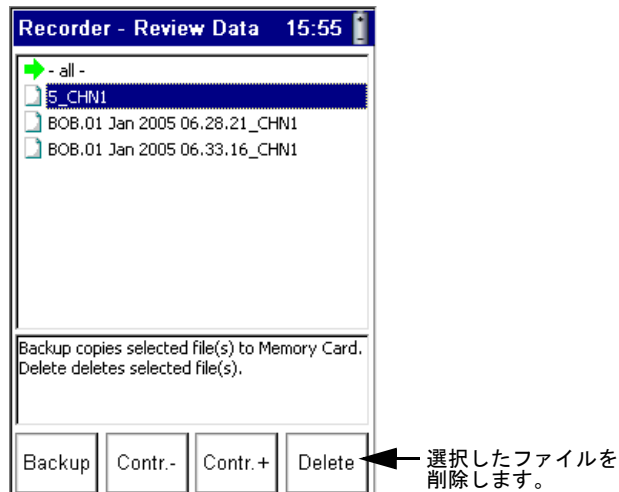 Recorder - Review Data 15:55
- all -
5_CHN1
BOB.01 Jan 2005 06.28.21_CHN1
BOB.01 Jan 2005 06.33.16_CHN1
Backup copies selected file(s) to Memory Card.
Delete deletes selected file(s).
Backup Contr.- Contr.+ Delete
選択したファイルを
削除します。